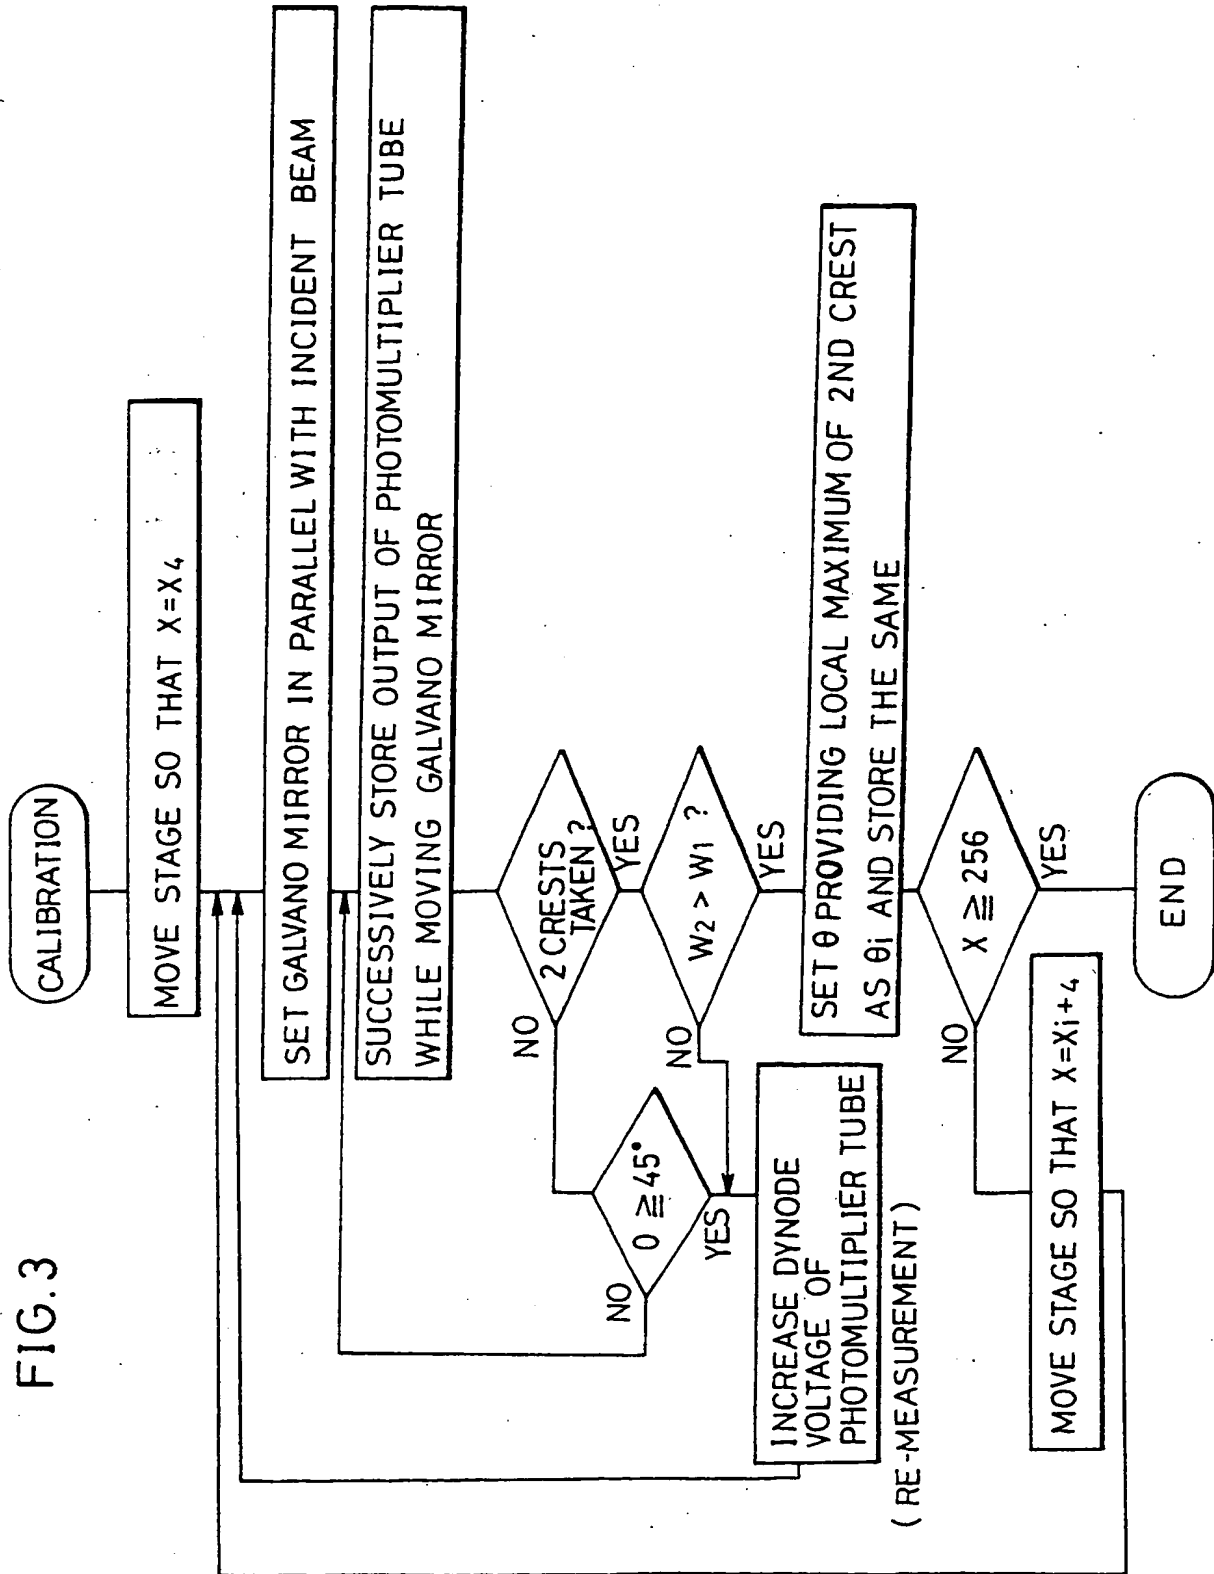 FIG.3
CALIBRATION
MOVE STAGE SO THAT X=X4
SET GALVANO MIRROR IN PARALLEL WITH INCIDENT BEAM
SUCCESSIVELY STORE OUTPUT OF PHOTOMULTIPLIER TUBE
WHILE MOVING GALVANO MIRROR
2 CRESTS
TAKEN ?
NO
YES
0 ≧ 45°
NO
YES
W2 > W1 ?
NO
YES
INCREASE DYNODE
VOLTAGE OF
PHOTOMULTIPLIER TUBE
(RE-MEASUREMENT)
SET θ PROVIDING LOCAL MAXIMUM OF 2ND CREST
AS θi AND STORE THE SAME
X ≧ 256
NO
YES
MOVE STAGE SO THAT X=Xi+4
END